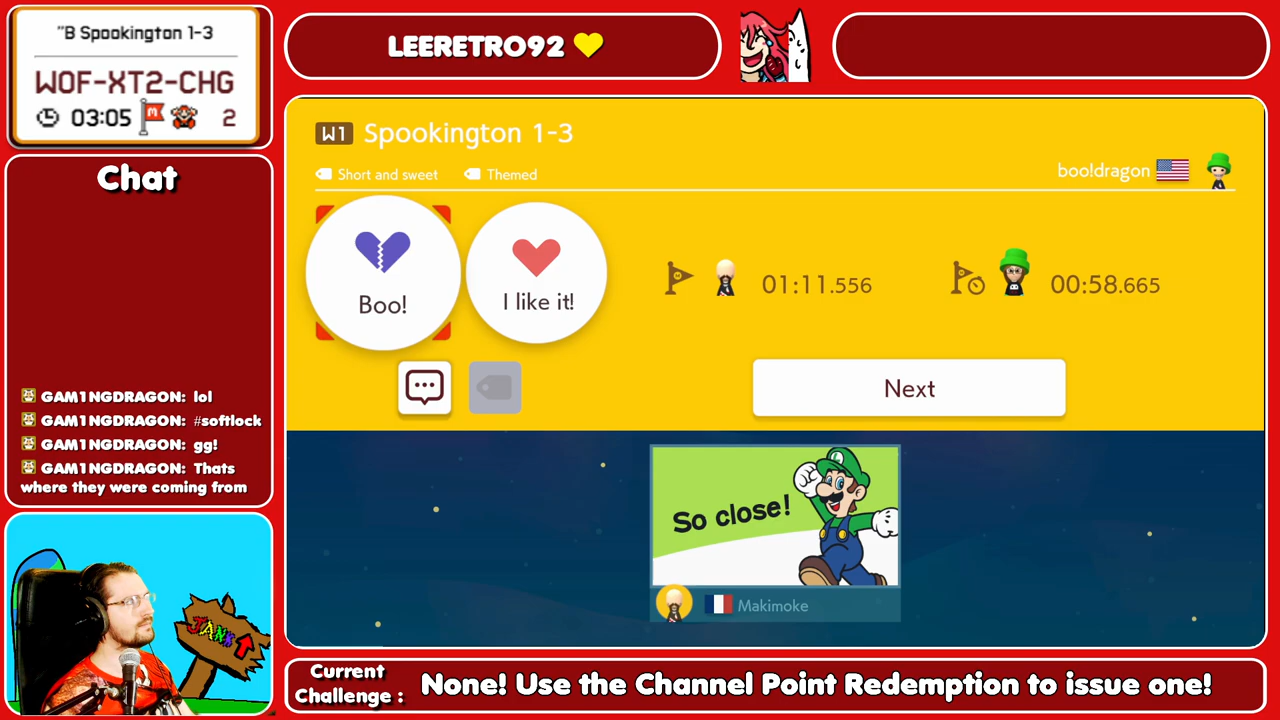 "B Spookington 1-3
W0F-XT2-CHG
03:05 M 2
LEERETRO92
Chat
GAM1NGDRAGON: lol
GAM1NGDRAGON: #softlock
GAM1NGDRAGON: gg!
GAM1NGDRAGON: Thats
where they were coming from
W1 Spookington 1-3
Short and sweet Themed
boo!dragon
Boo!
I like it!
01:11.556
00:58.665
Next
So close!
Makimoke
JANK
Current
Challenge :
None! Use the Channel Point Redemption to issue one!